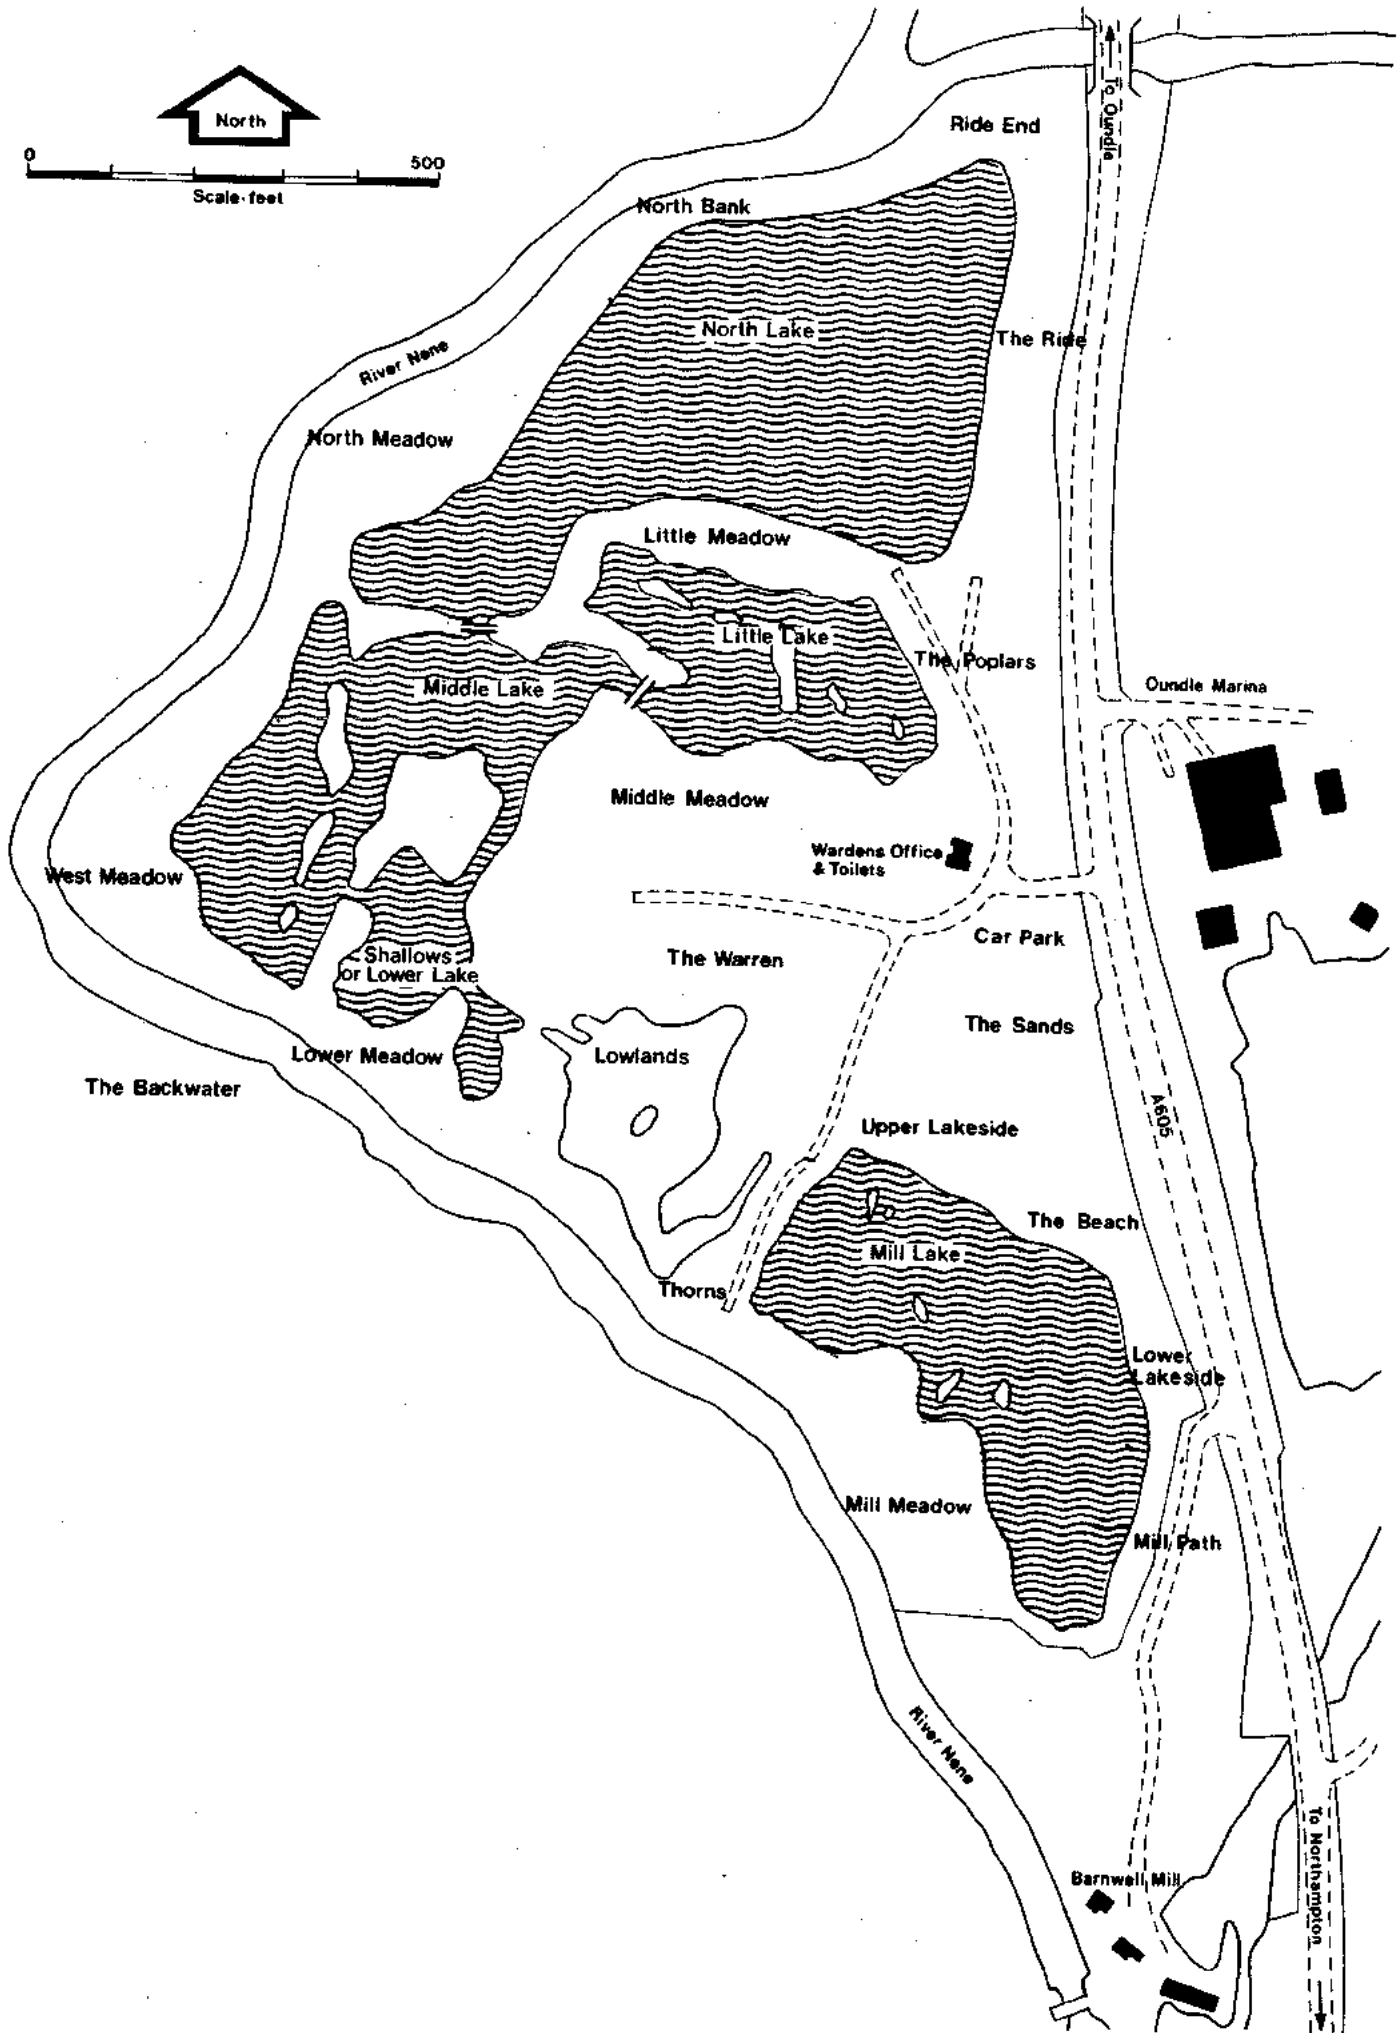 North
0
500
Scale-feet
To Oundle
Ride End
North Bank
North Lake
The Ride
River Nene
North Meadow
Little Meadow
Little Lake
The Poplars
Middle Lake
Oundle Marina
Middle Meadow
Wardens Office
& Toilets
West Meadow
Car Park
Shallows
or Lower Lake
The Warren
The Sands
Lower Meadow
Lowlands
The Backwater
A605
Upper Lakeside
The Beach
Mill Lake
Thorns
Lower
Lakeside
Mill Meadow
Mill Path
River Nene
To Northampton
Barnwell Mill